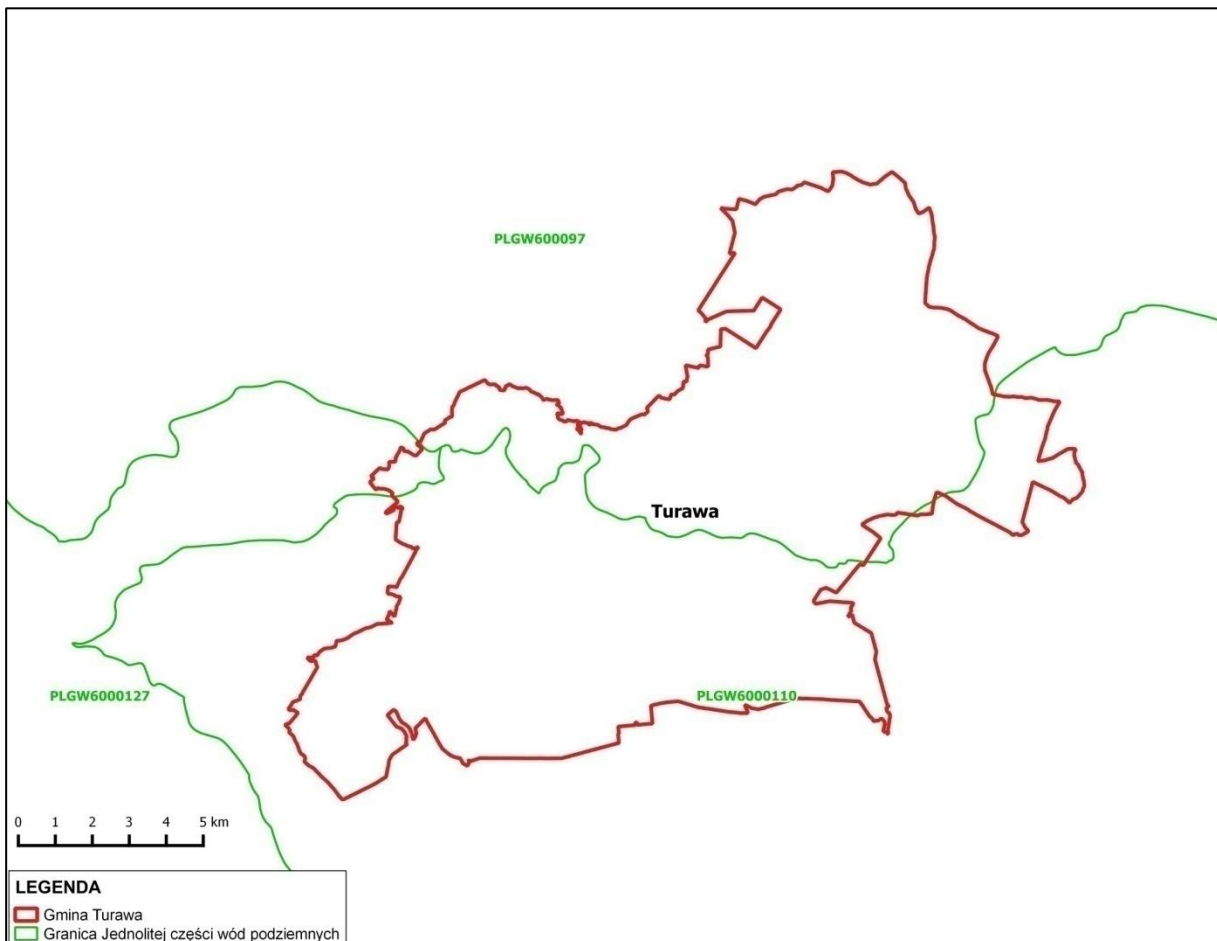 PLGW600097
Turawa
PLGW6000127
PLGW6000110
0 1 2 3 4 5 km
LEGENDA
Gmina Turawa
Granica Jednolitej części wód podziemnych